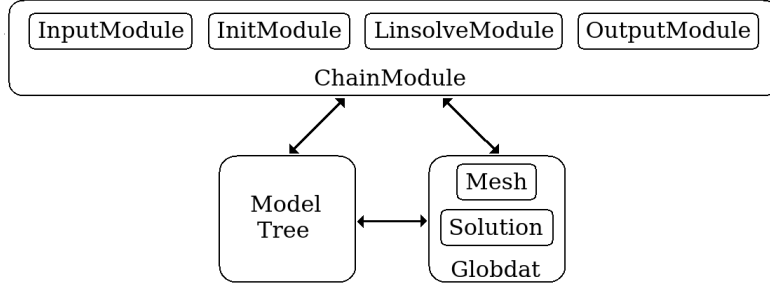 InputModule InitModule LinsolveModule OutputModule
ChainModule
Model
Tree
Mesh
Solution
Globdat